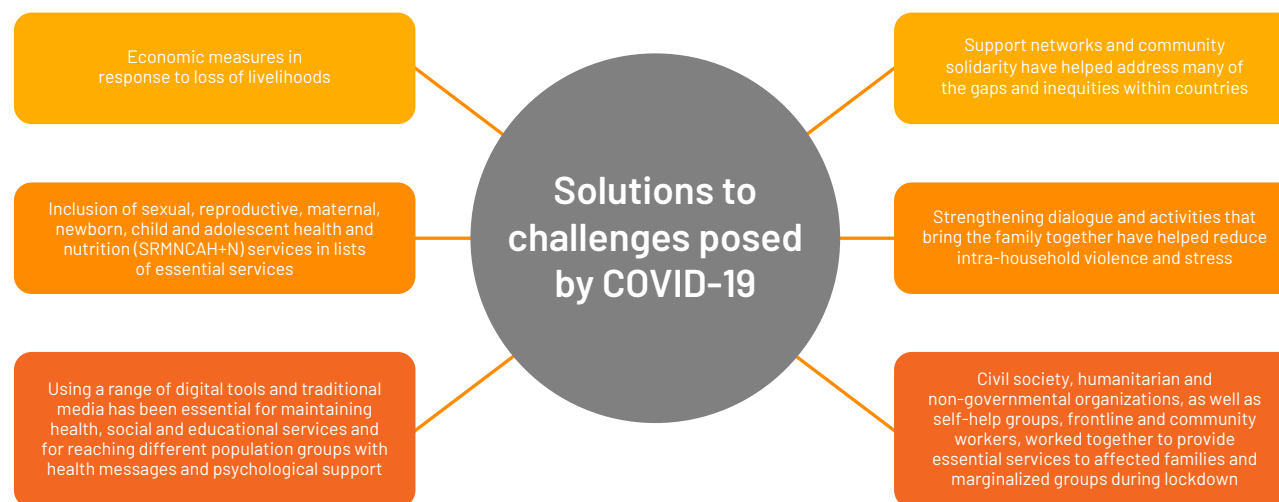 Economic measures in
response to loss of livelihoods
Inclusion of sexual, reproductive, maternal,
newborn, child and adolescent health and
nutrition (SRMNCAH+N) services in lists
of essential services
Using a range of digital tools and traditional
media has been essential for maintaining
health, social and educational services and
for reaching different population groups with
health messages and psychological support
Solutions to
challenges posed
by COVID-19
Support networks and community
solidarity have helped address many of
the gaps and inequities within countries
Strengthening dialogue and activities that
bring the family together have helped reduce
intra-household violence and stress
Civil society, humanitarian and
non-governmental organizations, as well as
self-help groups, frontline and community
workers, worked together to provide
essential services to affected families and
marginalized groups during lockdown